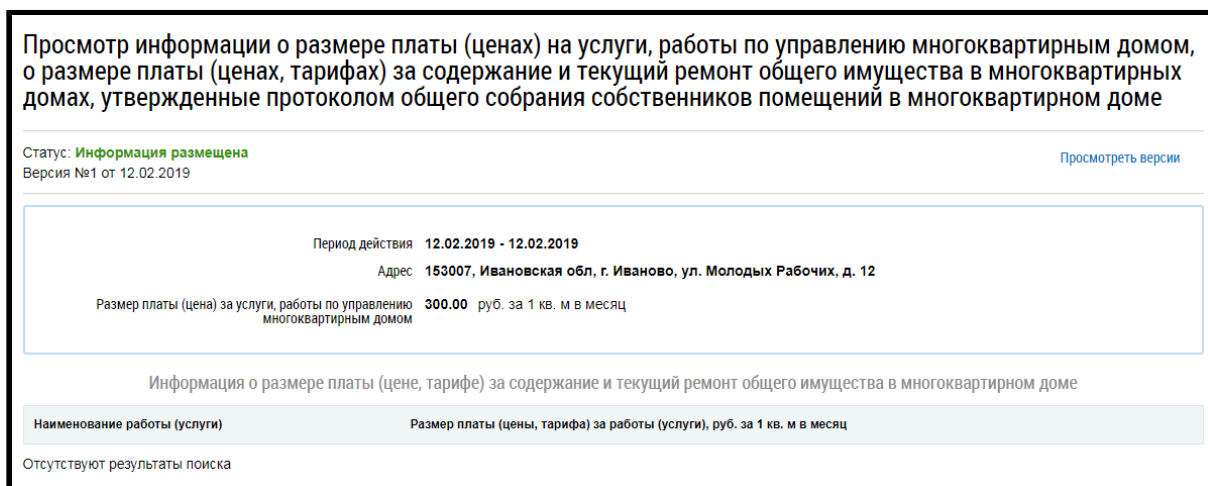 Просмотр информации о размере платы (ценах) на услуги, работы по управлению многоквартирным домом,
о размере платы (ценах, тарифах) за содержание и текущий ремонт общего имущества в многоквартирных
домах, утвержденные протоколом общего собрания собственников помещений в многоквартирном доме
Статус: Информация размещена
Просмотреть версии
Версия №1 от 12.02.2019
Период действия 12.02.2019 - 12.02.2019
Адрес 153007, Ивановская обл, г. Иваново, ул. Молодых Рабочих, д. 12
Размер платы (цена) за услуги, работы по управлению 300.00 руб. за 1 кв. м в месяц
многоквартирным домом
Информация о размере платы (цене, тарифе) за содержание и текущий ремонт общего имущества в многоквартирном доме
Наименование работы (услуги) Размер платы (цены, тарифа) за работы (услуги), руб. за 1 кв. м в месяц
Отсутствуют результаты поиска